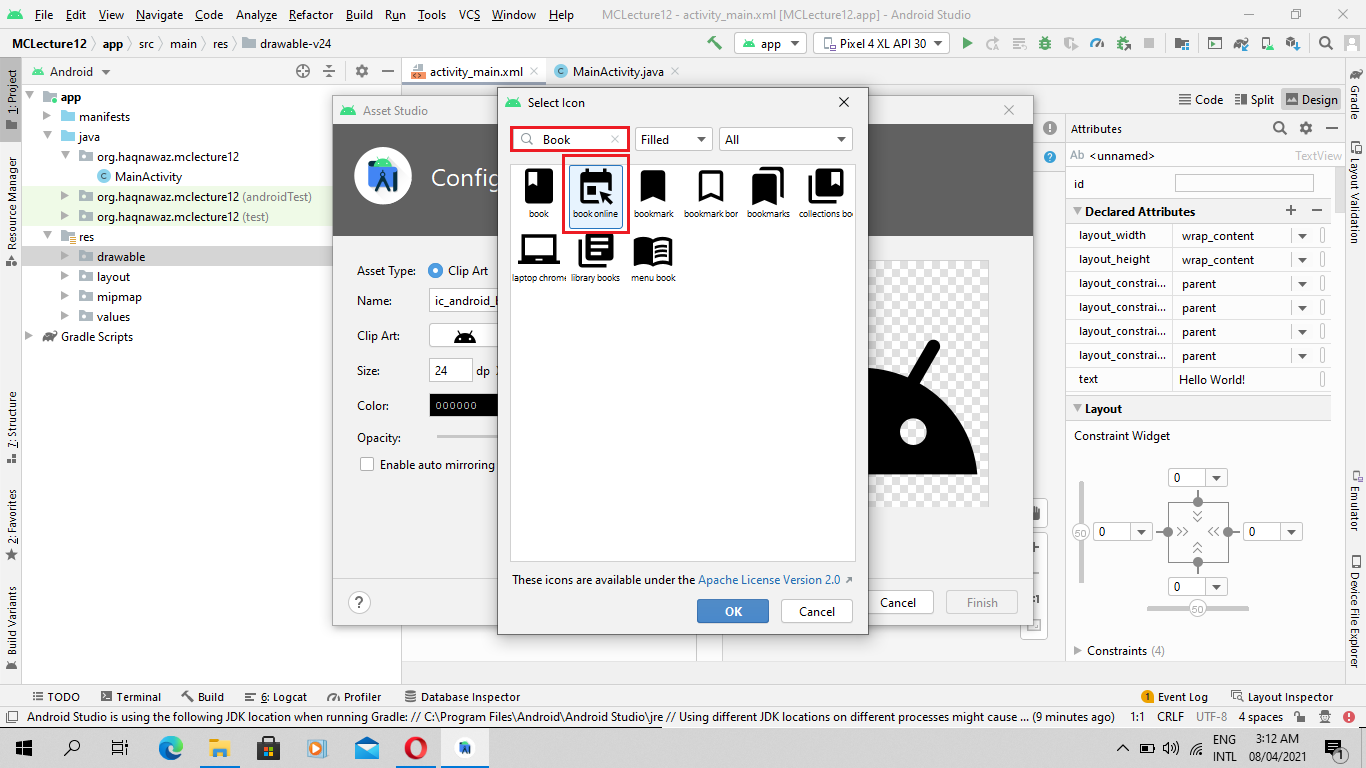 File Edit View Navigate Code Analyze Refactor Build Run Tools VCS Window Help MCLecture12 - activity_main.xml [MCLecture12.app] - Android Studio
MCLecture12 app src main res drawable-v24
app Pixel 4 XL API 30
1: Project
Resource Manager
7: Structure
2: Favorites
Build Variants
Android
app
manifests
java
org.haqnawaz.mclecture12
MainActivity
org.haqnawaz.mclecture12 (androidTest)
org.haqnawaz.mclecture12 (test)
res
drawable
layout
mipmap
values
Gradle Scripts
activity_main.xml MainActivity.java
Code Split Design
Asset Studio
Config
Asset Type: Clip Art
Name: ic_android_
Clip Art:
Size: 24 dp
Color: 000000
Opacity:
Enable auto mirroring
?
Cancel Finish
Select Icon
Book Filled All
book book online bookmark bookmark bor bookmarks collections boo
laptop chrome library books menu book
These icons are available under the Apache License Version 2.0
OK Cancel
Attributes
Ab <unnamed> TextView
id
Declared Attributes
layout_width wrap_content
layout_height wrap_content
layout_constrai... parent
layout_constrai... parent
layout_constrai... parent
layout_constrai... parent
text Hello World!
Layout
Constraint Widget
0
50 0 0
0
50
Constraints (4)
Gradle
Layout Validation
Emulator
Device File Explorer
TODO Terminal Build 6: Logcat Profiler Database Inspector 1 Event Log Layout Inspector
Android Studio is using the following JDK location when running Gradle: // C:\Program Files\Android\Android Studio\jre // Using different JDK locations on different processes might cause ... (9 minutes ago) 1:1 CRLF UTF-8 4 spaces
ENG 3:12 AM
INTL 08/04/2021 1